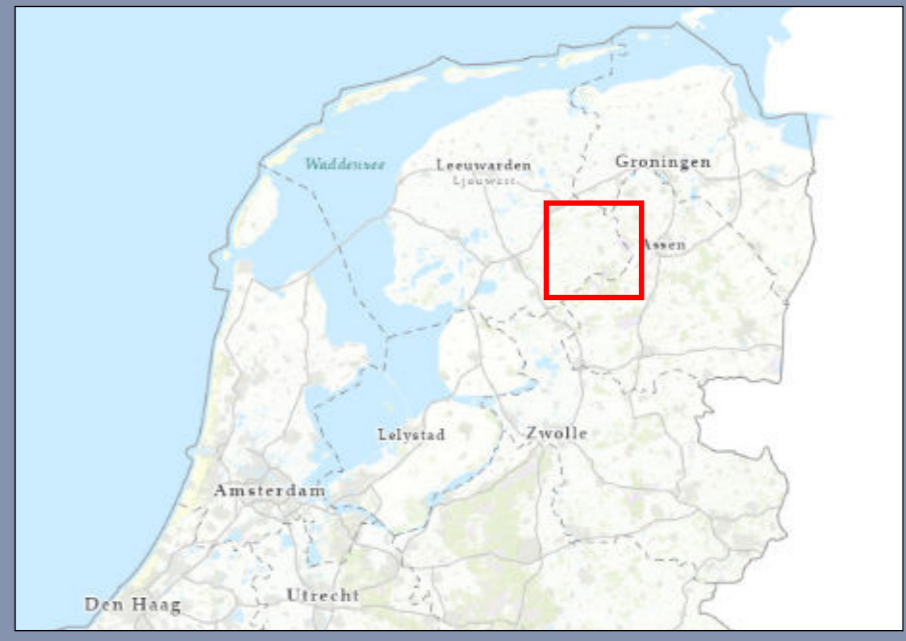 Waddenzee
Leeuwarden
Ljouwert
Groningen
Assen
Lelystad
Zwolle
Amsterdam
Den Haag
Utrecht